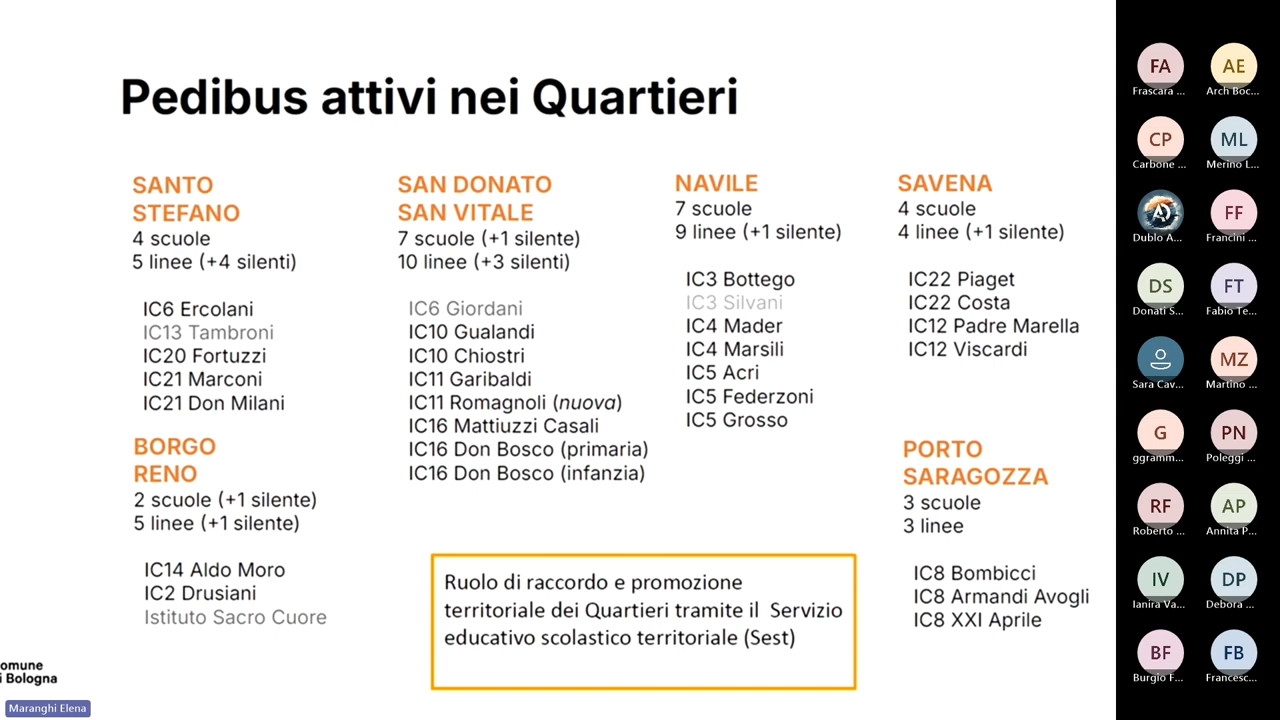 Pedibus attivi nei Quartieri
SANTO
STEFANO
4 scuole
5 linee (+4 silenti)
IC6 Ercolani
IC13 Tambroni
IC20 Fortuzzi
IC21 Marconi
IC21 Don Milani
BORGO
RENO
2 scuole (+1 silente)
5 linee (+1 silente)
IC14 Aldo Moro
IC2 Drusiani
Istituto Sacro Cuore
SAN DONATO
SAN VITALE
7 scuole (+1 silente)
10 linee (+3 silenti)
IC6 Giordani
IC10 Gualandi
IC10 Chiostri
IC11 Garibaldi
IC11 Romagnoli (nuova)
IC16 Mattiuzzi Casali
IC16 Don Bosco (primaria)
IC16 Don Bosco (infanzia)
NAVILE
7 scuole
9 linee (+1 silente)
IC3 Bottego
IC3 Silvani
IC4 Mader
IC4 Marsili
IC5 Acri
IC5 Federzoni
IC5 Grosso
SAVENA
4 scuole
4 linee (+1 silente)
IC22 Piaget
IC22 Costa
IC12 Padre Marella
IC12 Viscardi
PORTO
SARAGOZZA
3 scuole
3 linee
IC8 Bombicci
IC8 Armandi Avogli
IC8 XXI Aprile
Ruolo di raccordo e promozione
territoriale dei Quartieri tramite il Servizio
educativo scolastico territoriale (Sest)
omune
i Bologna
Maranghi Elena
FA
Frascara ...
AE
Arch Boc...
CP
Carbone ...
ML
Merino L...
AD
Dublo A...
FF
Francini ...
DS
Donati S...
FT
Fabio Te...
Sara Cav...
MZ
Martino ...
G
ggramm...
PN
Poleggi ...
RF
Roberto ...
AP
Annita P...
IV
Ianira Va...
DP
Debora ...
BF
Burgio F...
FB
Francesc...